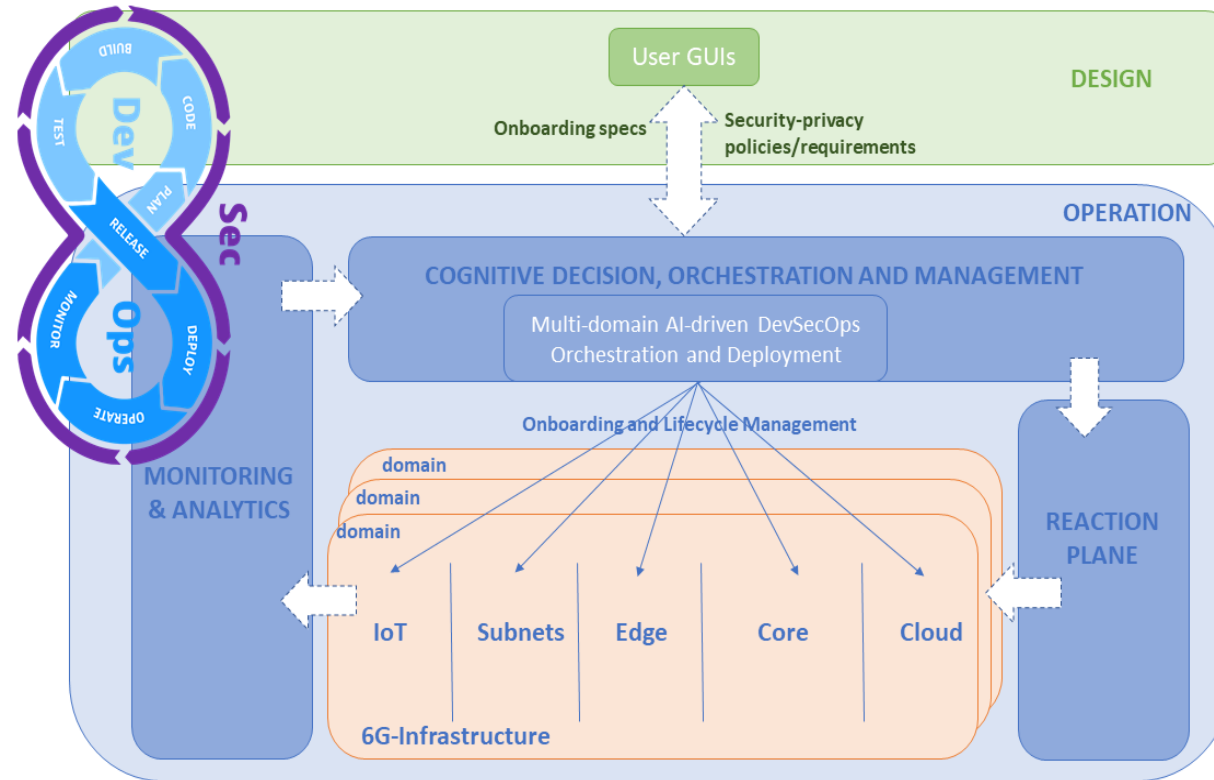 User GUIs
DESIGN
Onboarding specs
Security-privacy
policies/requirements
BUILD
CODE
TEST
Dev
PLAN
RELEASE
Sec
MONITOR
Ops
DEPLOY
OPERATE
OPERATION
COGNITIVE DECISION, ORCHESTRATION AND MANAGEMENT
Multi-domain AI-driven DevSecOps
Orchestration and Deployment
Onboarding and Lifecycle Management
MONITORING
& ANALYTICS
domain
domain
domain
REACTION
PLANE
IoT
Subnets
Edge
Core
Cloud
6G-Infrastructure